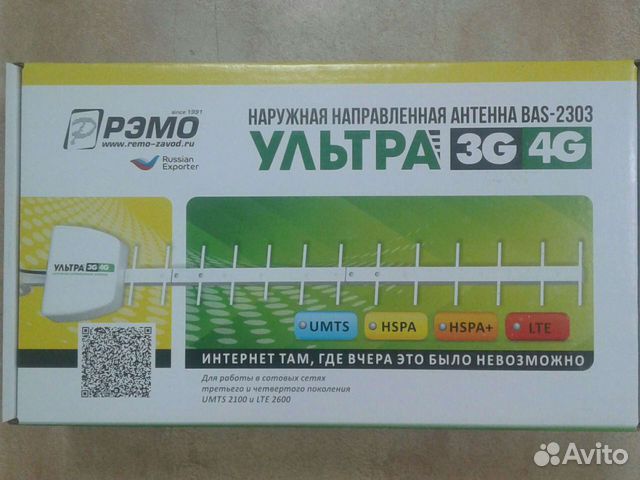 РЭМО
since 1991
www.remo-zavod.ru
Russian
Exporter
НАРУЖНАЯ НАПРАВЛЕННАЯ АНТЕННА BAS-2303
УЛЬТРА 3G 4G
УЛЬТРА 3G 4G
UMTS
HSPA
HSPA+
LTE
ИНТЕРНЕТ ТАМ, ГДЕ ВЧЕРА ЭТО БЫЛО НЕВОЗМОЖНО
Для работы в сотовых сетях
третьего и четвертого поколения
UMTS 2100 и LTE 2600
Avito